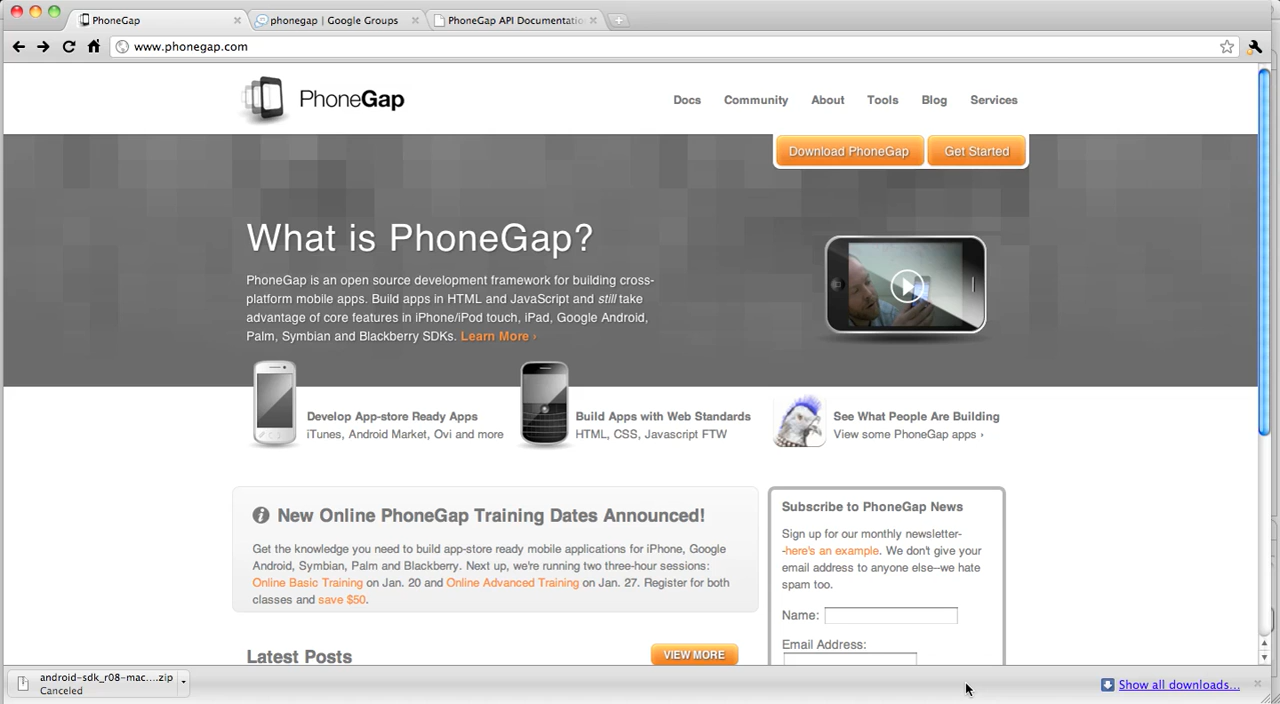 PhoneGap
phonegap | Google Groups
PhoneGap API Documentatio
www.phonegap.com
PhoneGap
Docs
Community
About
Tools
Blog
Services
Download PhoneGap
Get Started
What is PhoneGap?
PhoneGap is an open source development framework for building cross-
platform mobile apps. Build apps in HTML and JavaScript and still take
advantage of core features in iPhone/iPod touch, iPad, Google Android,
Palm, Symbian and Blackberry SDKs. Learn More ›
Develop App-store Ready Apps
iTunes, Android Market, Ovi and more
Build Apps with Web Standards
HTML, CSS, Javascript FTW
See What People Are Building
View some PhoneGap apps ›
New Online PhoneGap Training Dates Announced!
Get the knowledge you need to build app-store ready mobile applications for iPhone, Google
Android, Symbian, Palm and Blackberry. Next up, we're running two three-hour sessions:
Online Basic Training on Jan. 20 and Online Advanced Training on Jan. 27. Register for both
classes and save $50.
Subscribe to PhoneGap News
Sign up for our monthly newsletter-
-here's an example. We don't give your
email address to anyone else–we hate
spam too.
Name:
Email Address:
Latest Posts
VIEW MORE
android-sdk_r08-mac....zip
Canceled
Show all downloads...